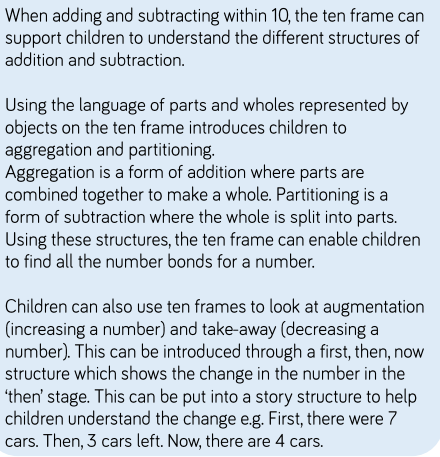 When adding and subtracting within 10, the ten frame can
support children to understand the different structures of
addition and subtraction.
Using the language of parts and wholes represented by
objects on the ten frame introduces children to
aggregation and partitioning.
Aggregation is a form of addition where parts are
combined together to make a whole. Partitioning is a
form of subtraction where the whole is split into parts.
Using these structures, the ten frame can enable children
to find all the number bonds for a number.
Children can also use ten frames to look at augmentation
(increasing a number) and take-away (decreasing a
number). This can be introduced through a first, then, now
structure which shows the change in the number in the
‘then’ stage. This can be put into a story structure to help
children understand the change e.g. First, there were 7
cars. Then, 3 cars left. Now, there are 4 cars.